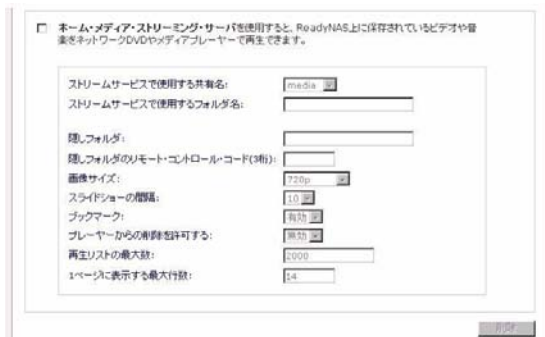 ホーム・メディア・ストリーミング・サーバを使用すると、ReadyNAS上に保存されているビデオや音
楽をネットワークDVDやメディアプレーヤーで再生できます。
ストリームサービスで使用する共有名: media
ストリームサービスで使用するフォルダ名:
隠しフォルダ:
隠しフォルダのリモート・コントロール・コード(3桁):
画像サイズ: 720p
スライドショーの間隔: 10
ブックマーク: 有効
プレーヤーからの削除を許可する: 無効
再生リストの最大数: 2000
1ページに表示する最大行数: 14
削除